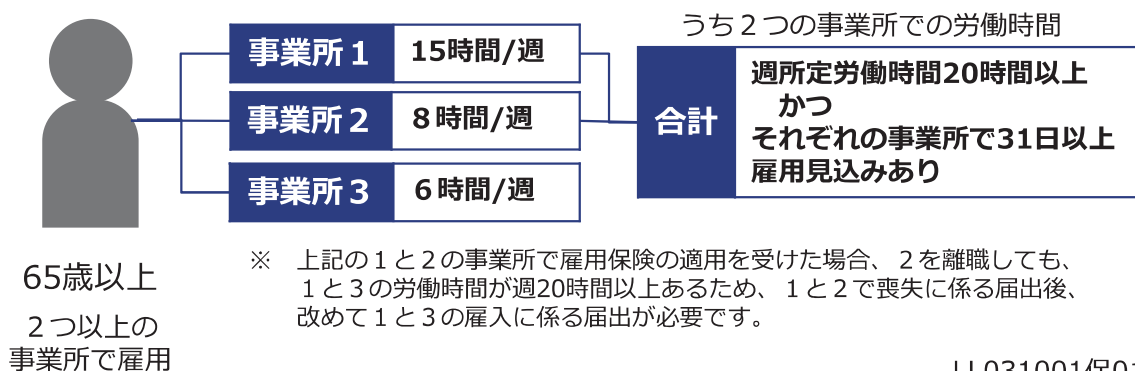 うち２つの事業所での労働時間
事業所１ 15時間/週
事業所２ ８時間/週
事業所３ ６時間/週
合計
週所定労働時間20時間以上
かつ
それぞれの事業所で31日以上
雇用見込みあり
65歳以上
２つ以上の
事業所で雇用
※ 上記の１と２の事業所で雇用保険の適用を受けた場合、２を離職しても、
１と３の労働時間が週20時間以上あるため、１と２で喪失に係る届出後、
改めて１と３の雇入に係る届出が必要です。